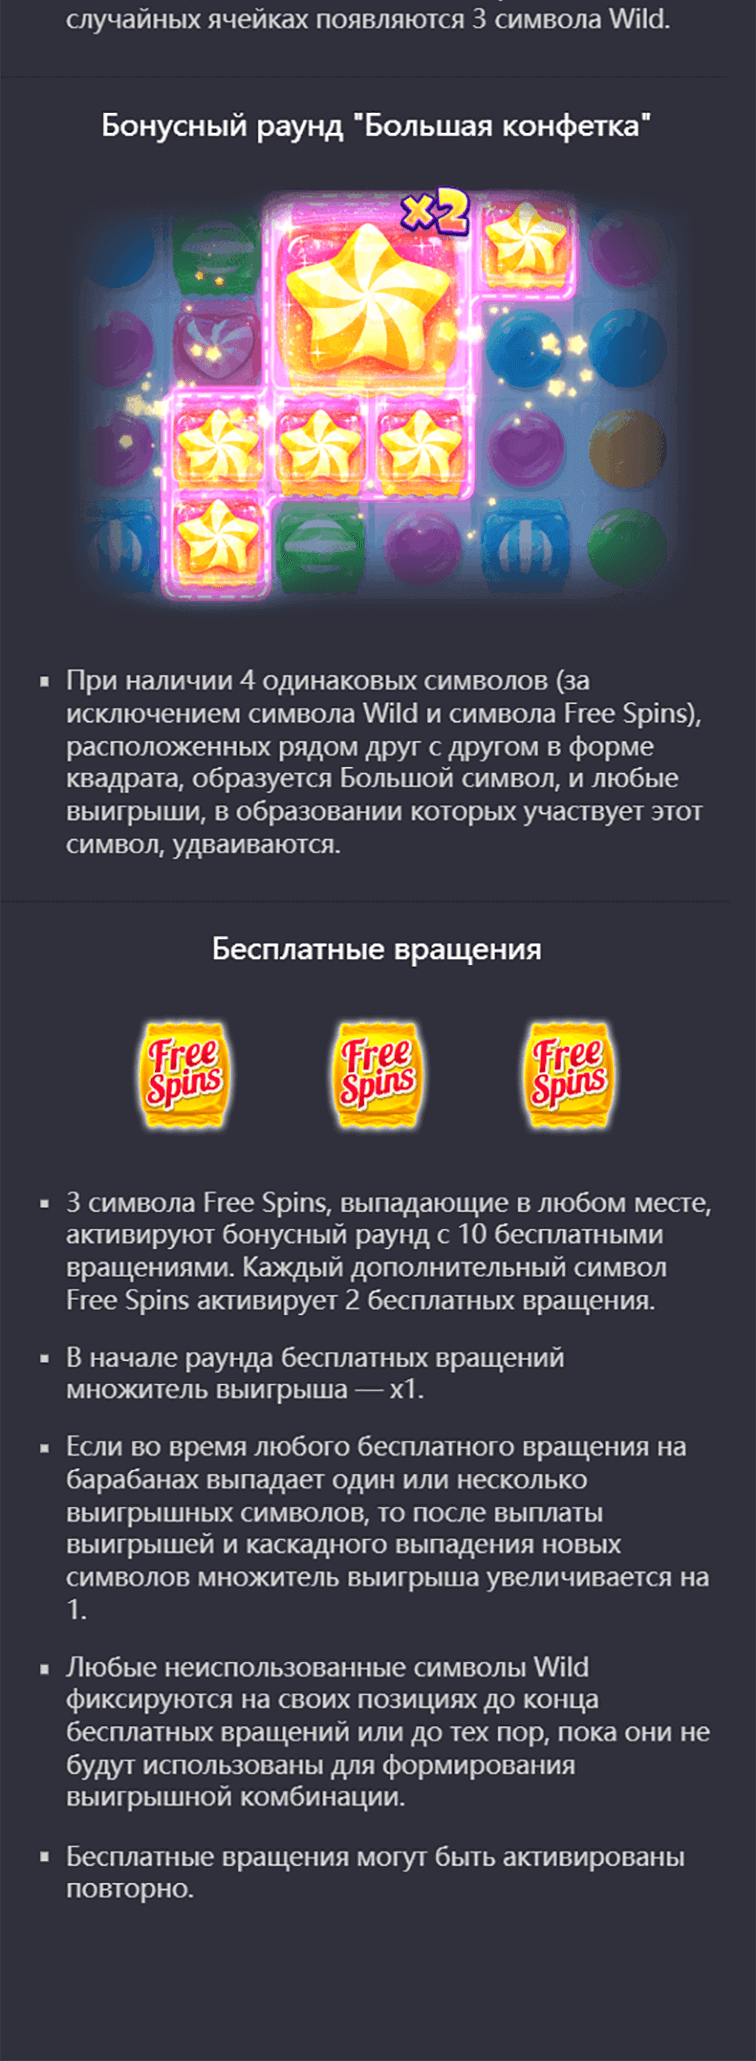 случайных ячейках появляются 3 символа Wild.
Бонусный раунд "Большая конфетка"
x2
При наличии 4 одинаковых символов (за
исключением символа Wild и символа Free Spins),
расположенных рядом друг с другом в форме
квадрата, образуется Большой символ, и любые
выигрыши, в образовании которых участвует этот
символ, удваиваются.
Бесплатные вращения
Free Free Free
Spins Spins Spins
3 символа Free Spins, выпадающие в любом месте,
активируют бонусный раунд с 10 бесплатными
вращениями. Каждый дополнительный символ
Free Spins активирует 2 бесплатных вращения.
В начале раунда бесплатных вращений
множитель выигрыша — x1.
Если во время любого бесплатного вращения на
барабанах выпадает один или несколько
выигрышных символов, то после выплаты
выигрышей и каскадного выпадения новых
символов множитель выигрыша увеличивается на
1.
Любые неиспользованные символы Wild
фиксируются на своих позициях до конца
бесплатных вращений или до тех пор, пока они не
будут использованы для формирования
выигрышной комбинации.
Бесплатные вращения могут быть активированы
повторно.